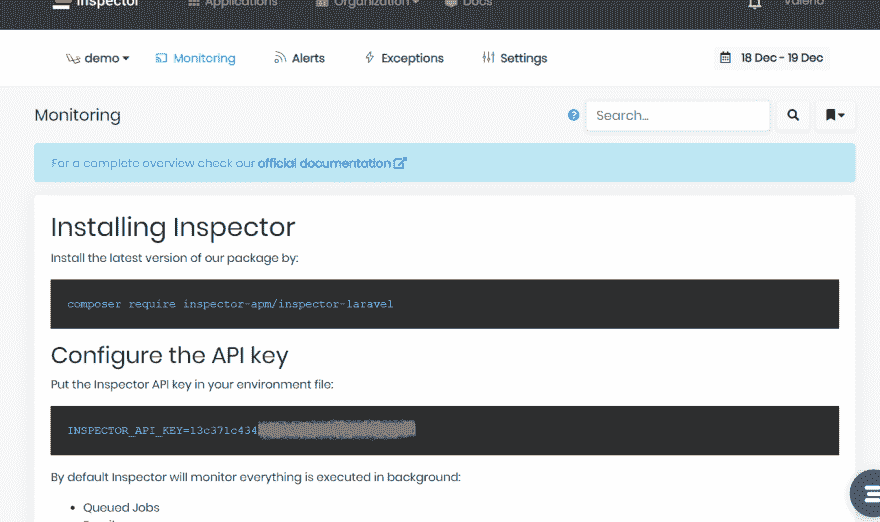 Inspector Applications Organization Docs Valerio
demo Monitoring Alerts Exceptions Settings 18 Dec - 19 Dec
Monitoring ? Search...
For a complete overview check our official documentation
Installing Inspector
Install the latest version of our package by:
composer require inspector-apm/inspector-laravel
Configure the API key
Put the Inspector API key in your environment file:
INSPECTOR_API_KEY=13c371c434
By default Inspector will monitor everything is executed in background:
• Queued Jobs